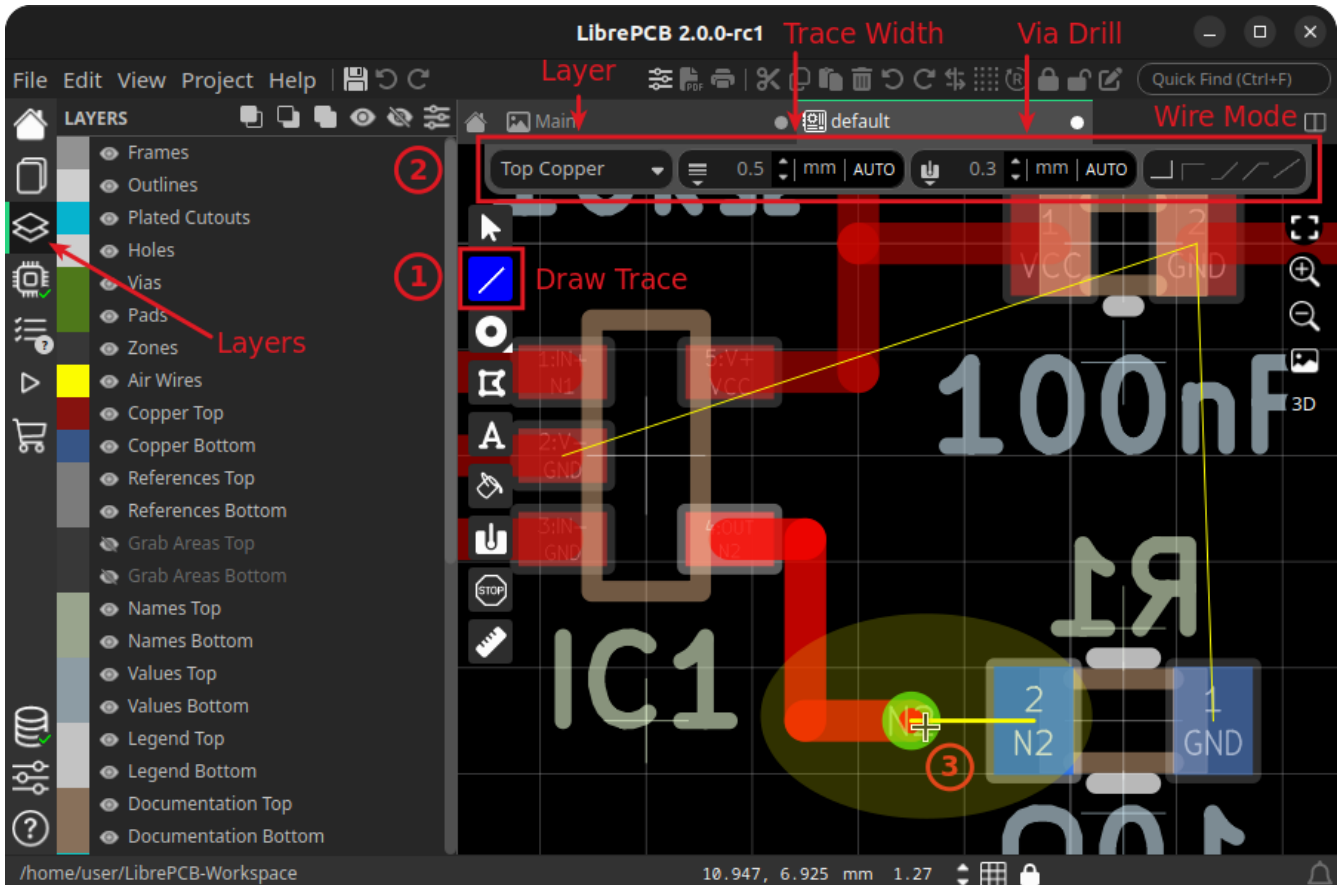 LibrePCB 2.0.0-rc1
Trace Width
Via Drill
File Edit View Project Help
Layer
PDF
Quick Find (Ctrl+F)
LAYERS
Main
default
Wire Mode
2
Top Copper
0.5 mm AUTO
0.3 mm AUTO
Frames
Outlines
Plated Cutouts
Holes
Vias
Pads
Zones
Air Wires
Copper Top
Copper Bottom
References Top
References Bottom
Grab Areas Top
Grab Areas Bottom
Names Top
Names Bottom
Values Top
Values Bottom
Legend Top
Legend Bottom
Documentation Top
Documentation Bottom
Layers
1
Draw Trace
A
STOP
3D
1
VCC
2
GND
1:IN+
N1
5:V+
VCC
2:V-
GND
3:IN-
GND
4:OUT
N2
100nF
R1
IC1
N2
2
N2
1
GND
3
/home/user/LibrePCB-Workspace
10.947, 6.925 mm 1.27